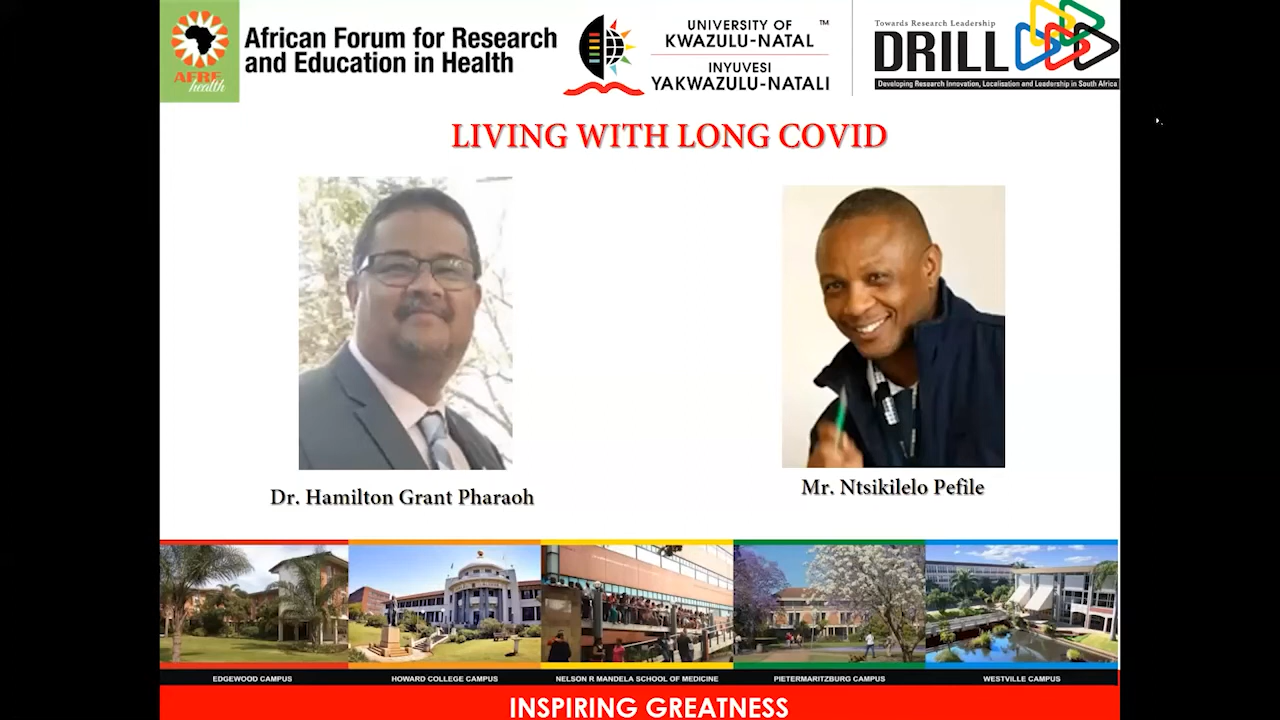 AFRE
health
African Forum for Research
and Education in Health
UNIVERSITY OF ™
KWAZULU-NATAL
INYUVESI
YAKWAZULU-NATALI
Towards Research Leadership
DRILL
Developing Research Innovation, Localisation and Leadership in South Africa
LIVING WITH LONG COVID
Dr. Hamilton Grant Pharaoh
Mr. Ntsikilelo Pefile
EDGEWOOD CAMPUS
HOWARD COLLEGE CAMPUS
NELSON R MANDELA SCHOOL OF MEDICINE
PIETERMARITZBURG CAMPUS
WESTVILLE CAMPUS
INSPIRING GREATNESS